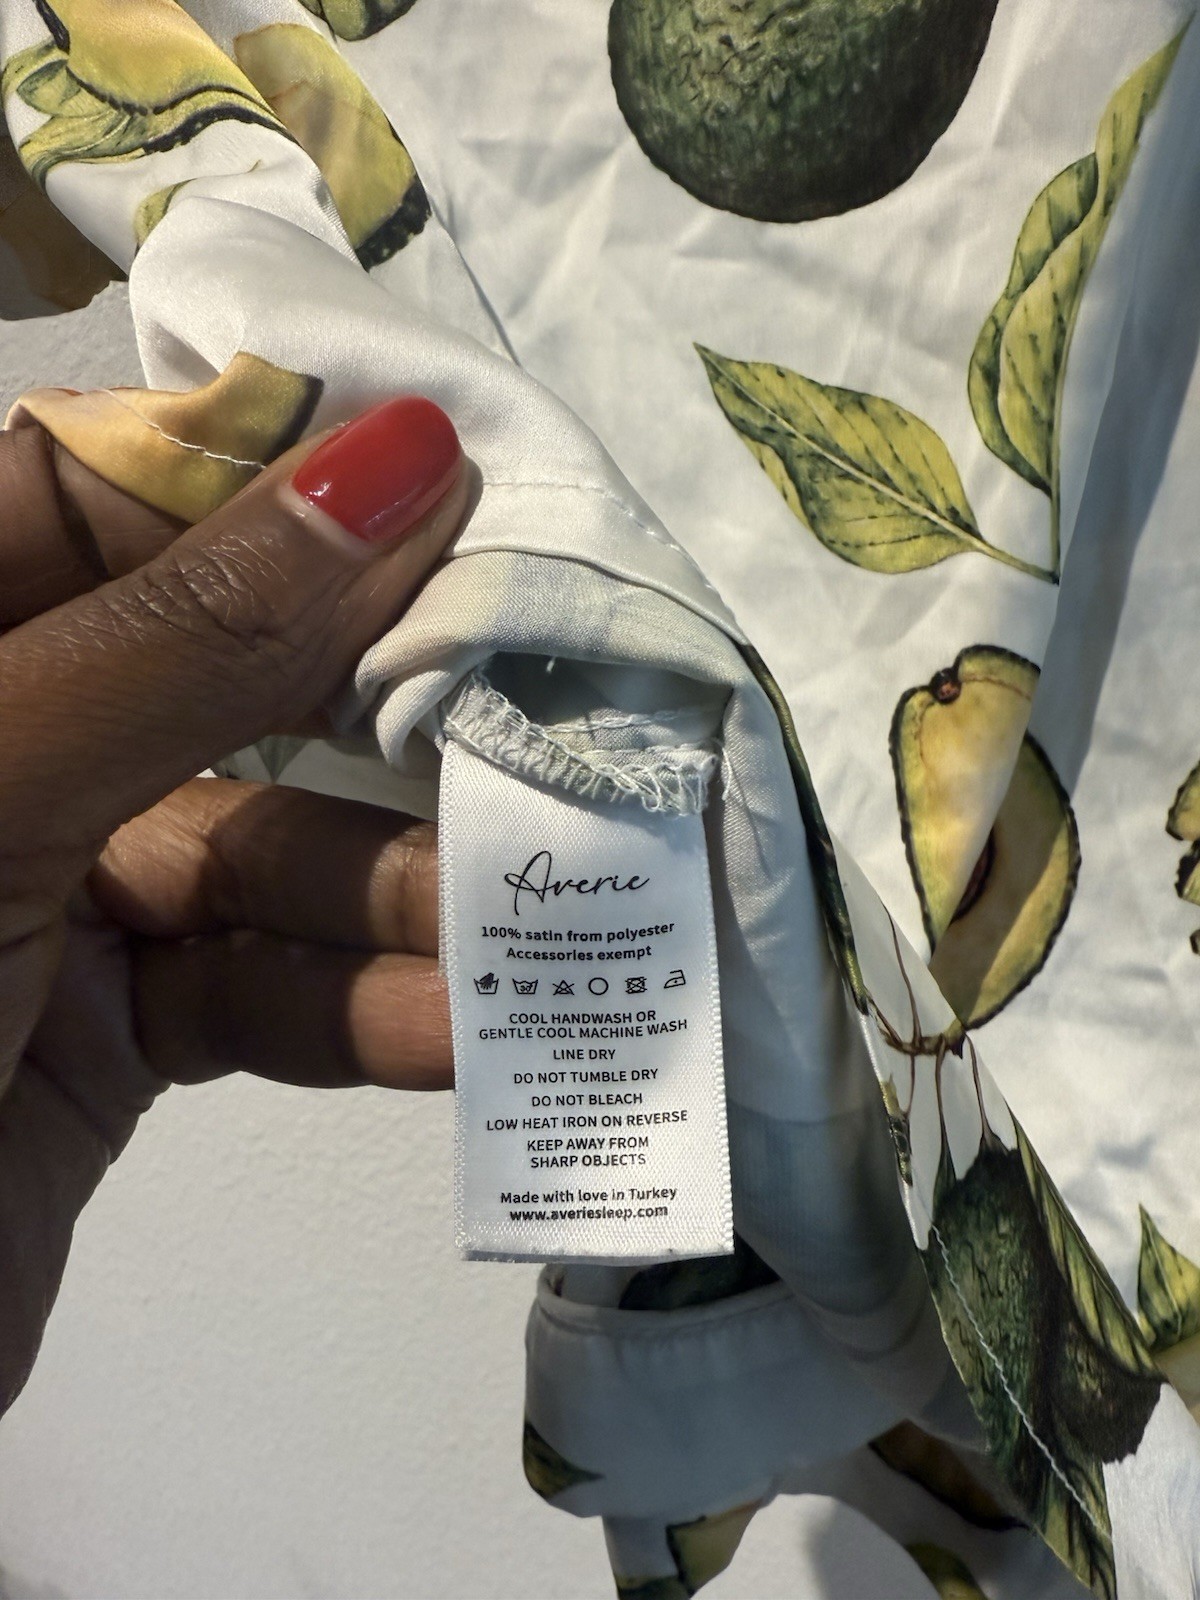 Averie
100% satin from polyester
Accessories exempt
30
COOL HANDWASH OR
GENTLE COOL MACHINE WASH
LINE DRY
DO NOT TUMBLE DRY
DO NOT BLEACH
LOW HEAT IRON ON REVERSE
KEEP AWAY FROM
SHARP OBJECTS
Made with love in Turkey
www.averiesleep.com